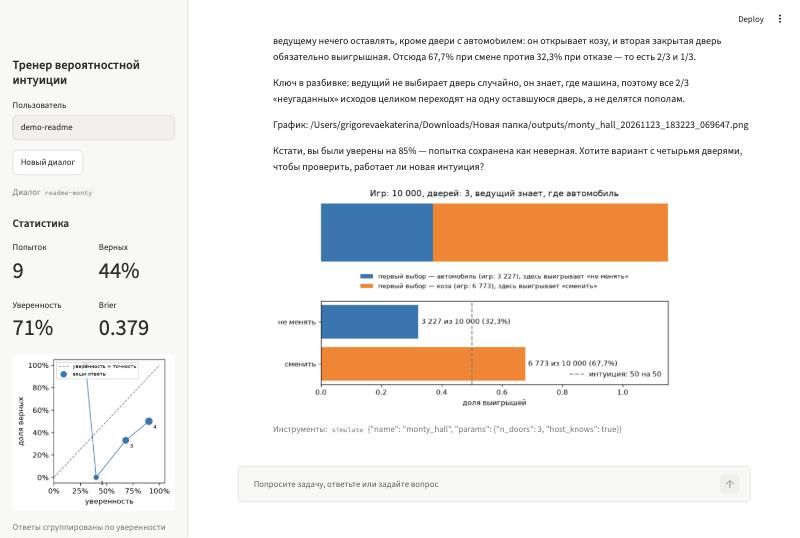 Deploy
Тренер вероятностной
интуиции
Пользователь
demo-readme
Новый диалог
Диалог readme-monty
Статистика
Попыток
Верных
9
44%
Уверенность
Brier
71%
0.379
100%
80%
60%
40%
20%
0%
доля верных
уверенность = точность
ваши ответы
4
3
1
0%
25%
50%
75%
100%
уверенность
Ответы сгруппированы по уверенности
ведущему нечего оставлять, кроме двери с автомобилем: он открывает козу, и вторая закрытая дверь
обязательно выигрышная. Отсюда 67,7% при смене против 32,3% при отказе — то есть 2/3 и 1/3.
Ключ в разбивке: ведущий не выбирает дверь случайно, он знает, где машина, поэтому все 2/3
«неугаданных» исходов целиком переходят на одну оставшуюся дверь, а не делятся пополам.
График: /Users/grigorevaekaterina/Downloads/Новая папка/outputs/monty_hall_20261123_183223_069647.png
Кстати, вы были уверены на 85% — попытка сохранена как неверная. Хотите вариант с четырьмя дверями,
чтобы проверить, работает ли новая интуиция?
Игр: 10 000, дверей: 3, ведущий знает, где автомобиль
первый выбор — автомобиль (игр: 3 227), здесь выигрывает «не менять»
первый выбор — коза (игр: 6 773), здесь выигрывает «сменить»
не менять
3 227 из 10 000 (32,3%)
сменить
6 773 из 10 000 (67,7%)
интуиция: 50 на 50
0.0
0.2
0.4
0.6
0.8
1.0
доля выигрышей
Инструменты: simulate {"name": "monty_hall", "params": {"n_doors": 3, "host_knows": true}}
Попросите задачу, ответьте или задайте вопрос